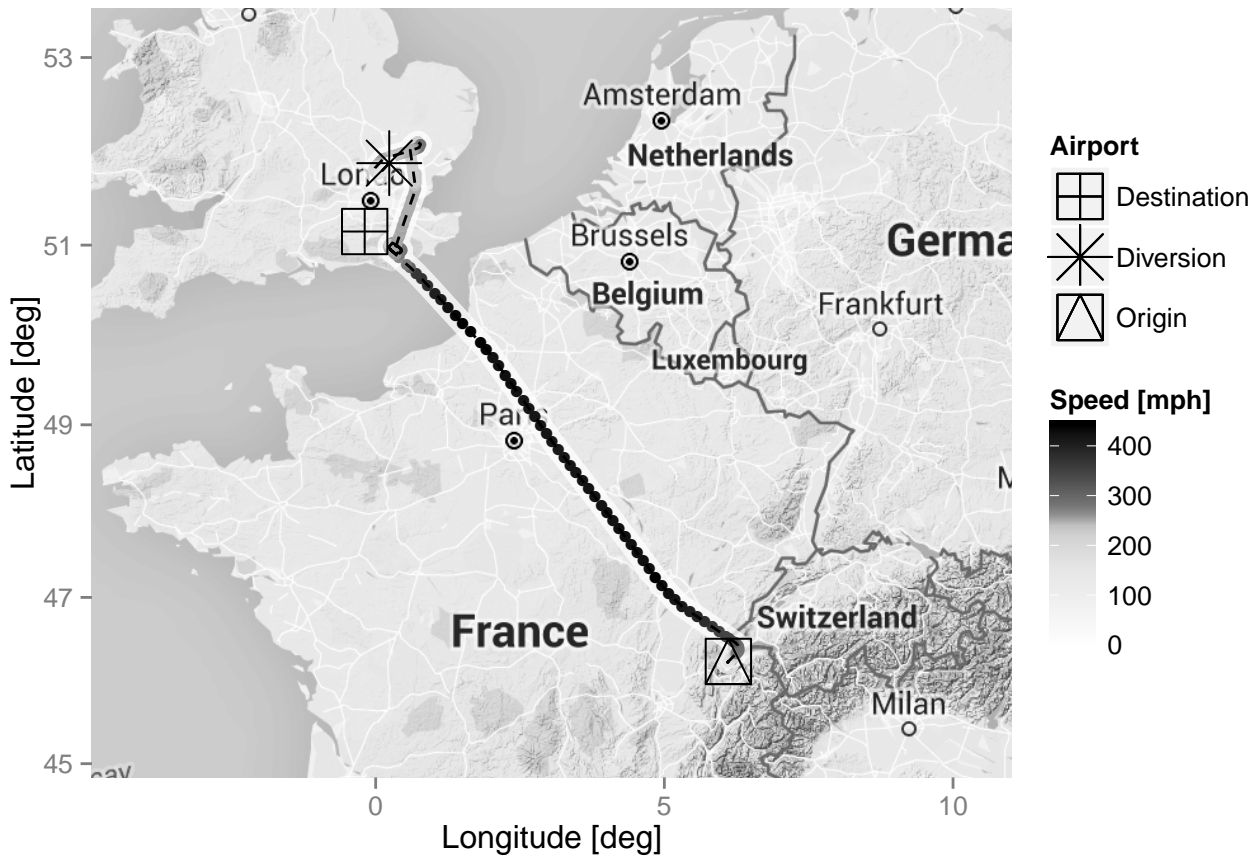 53
51
49
47
45
Latitude [deg]
0
5
10
Longitude [deg]
Amsterdam
Netherlands
Brussels
Belgium
Germa
Frankfurt
Luxembourg
France
Switzerland
Milan
M
Airport
Destination
Diversion
Origin
Speed [mph]
400
300
200
100
0